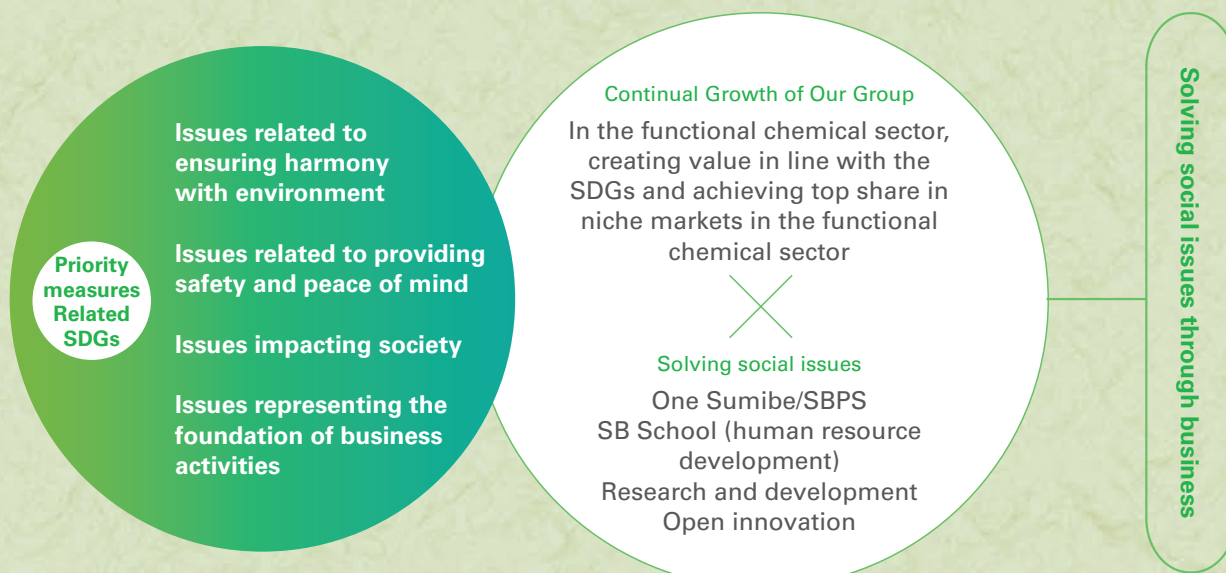 Priority
measures
Related
SDGs
Issues related to
ensuring harmony
with environment
Issues related to providing
safety and peace of mind
Issues impacting society
Issues representing the
foundation of business
activities
Continual Growth of Our Group
In the functional chemical sector,
creating value in line with the
SDGs and achieving top share in
niche markets in the functional
chemical sector
Solving social issues
One Sumibe/SBPS
SB School (human resource
development)
Research and development
Open innovation
Solving social issues through business